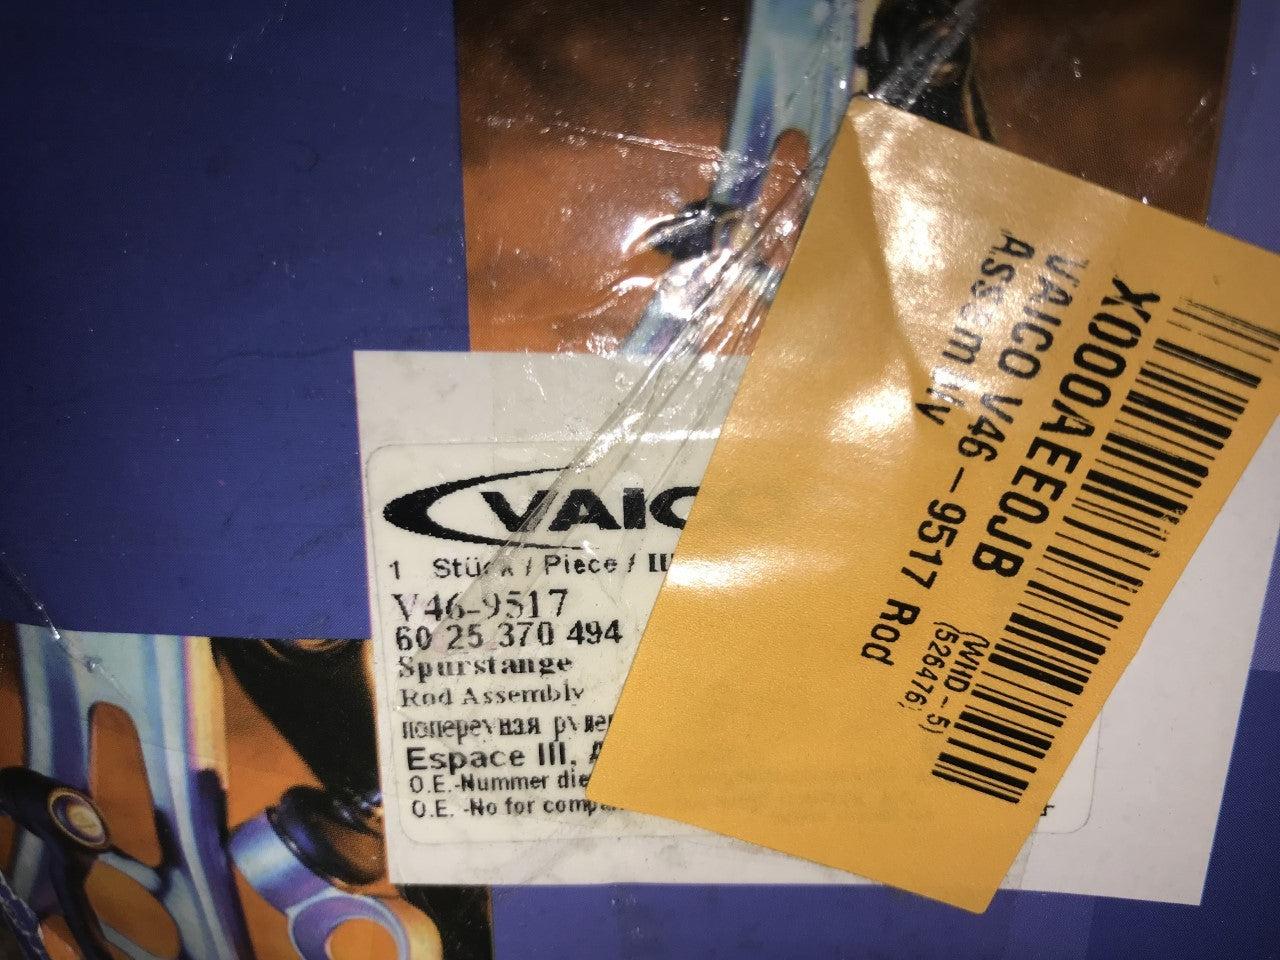 VAICO
1 Stück / Piece /
V46-9517
60 25 370 494
Spurstange
Rod Assembly
поперечная
Espace III,
O.E.-Nummer
O.E. -No for
X000AEE0JB
VAICO V46-9517 Rod
Assembly
(WHD-5)
(526476)